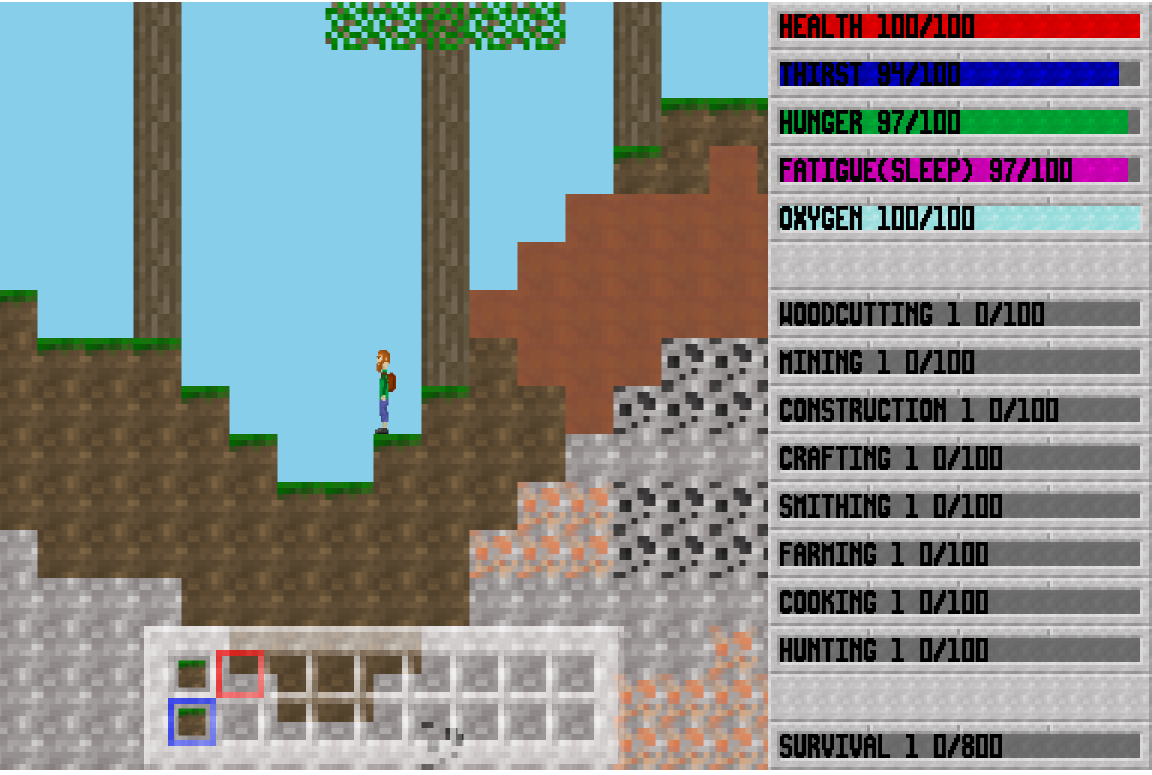 HEALTH 100/100
THIRST 94/100
HUNGER 97/100
FATIGUE(SLEEP) 97/100
OXYGEN 100/100
WOODCUTTING 1 0/100
MINING 1 0/100
CONSTRUCTION 1 0/100
CRAFTING 1 0/100
SMITHING 1 0/100
FARMING 1 0/100
COOKING 1 0/100
HUNTING 1 0/100
SURVIVAL 1 0/800